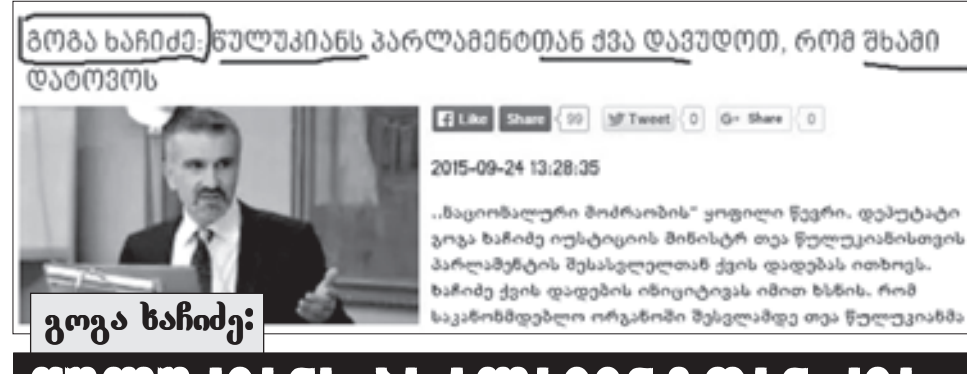 გოგა ხაჩიძე: წულუკიანს პარლამენტთან ქვა დავუდოთ, რომ შხამი
დატოვოს
Like Share 99 Tweet 0 G+ Share 0
2015-09-24 13:28:35
„ნაციონალური მოძრაობის" ყოფილი წევრი, დეპუტატი
გოგა ხაჩიძე იუსტიციის მინისტრ თეა წულუკიანისთვის
პარლამენტის შესასვლელთან ქვის დადებას ითხოვს.
ხაჩიძე ქვის დადების ინიციტივას იმით ხსნის, რომ
საკანონმდებლო ორგანოში შესვლამდე თეა წულუკიანმა
გოგა ხაჩიძე: